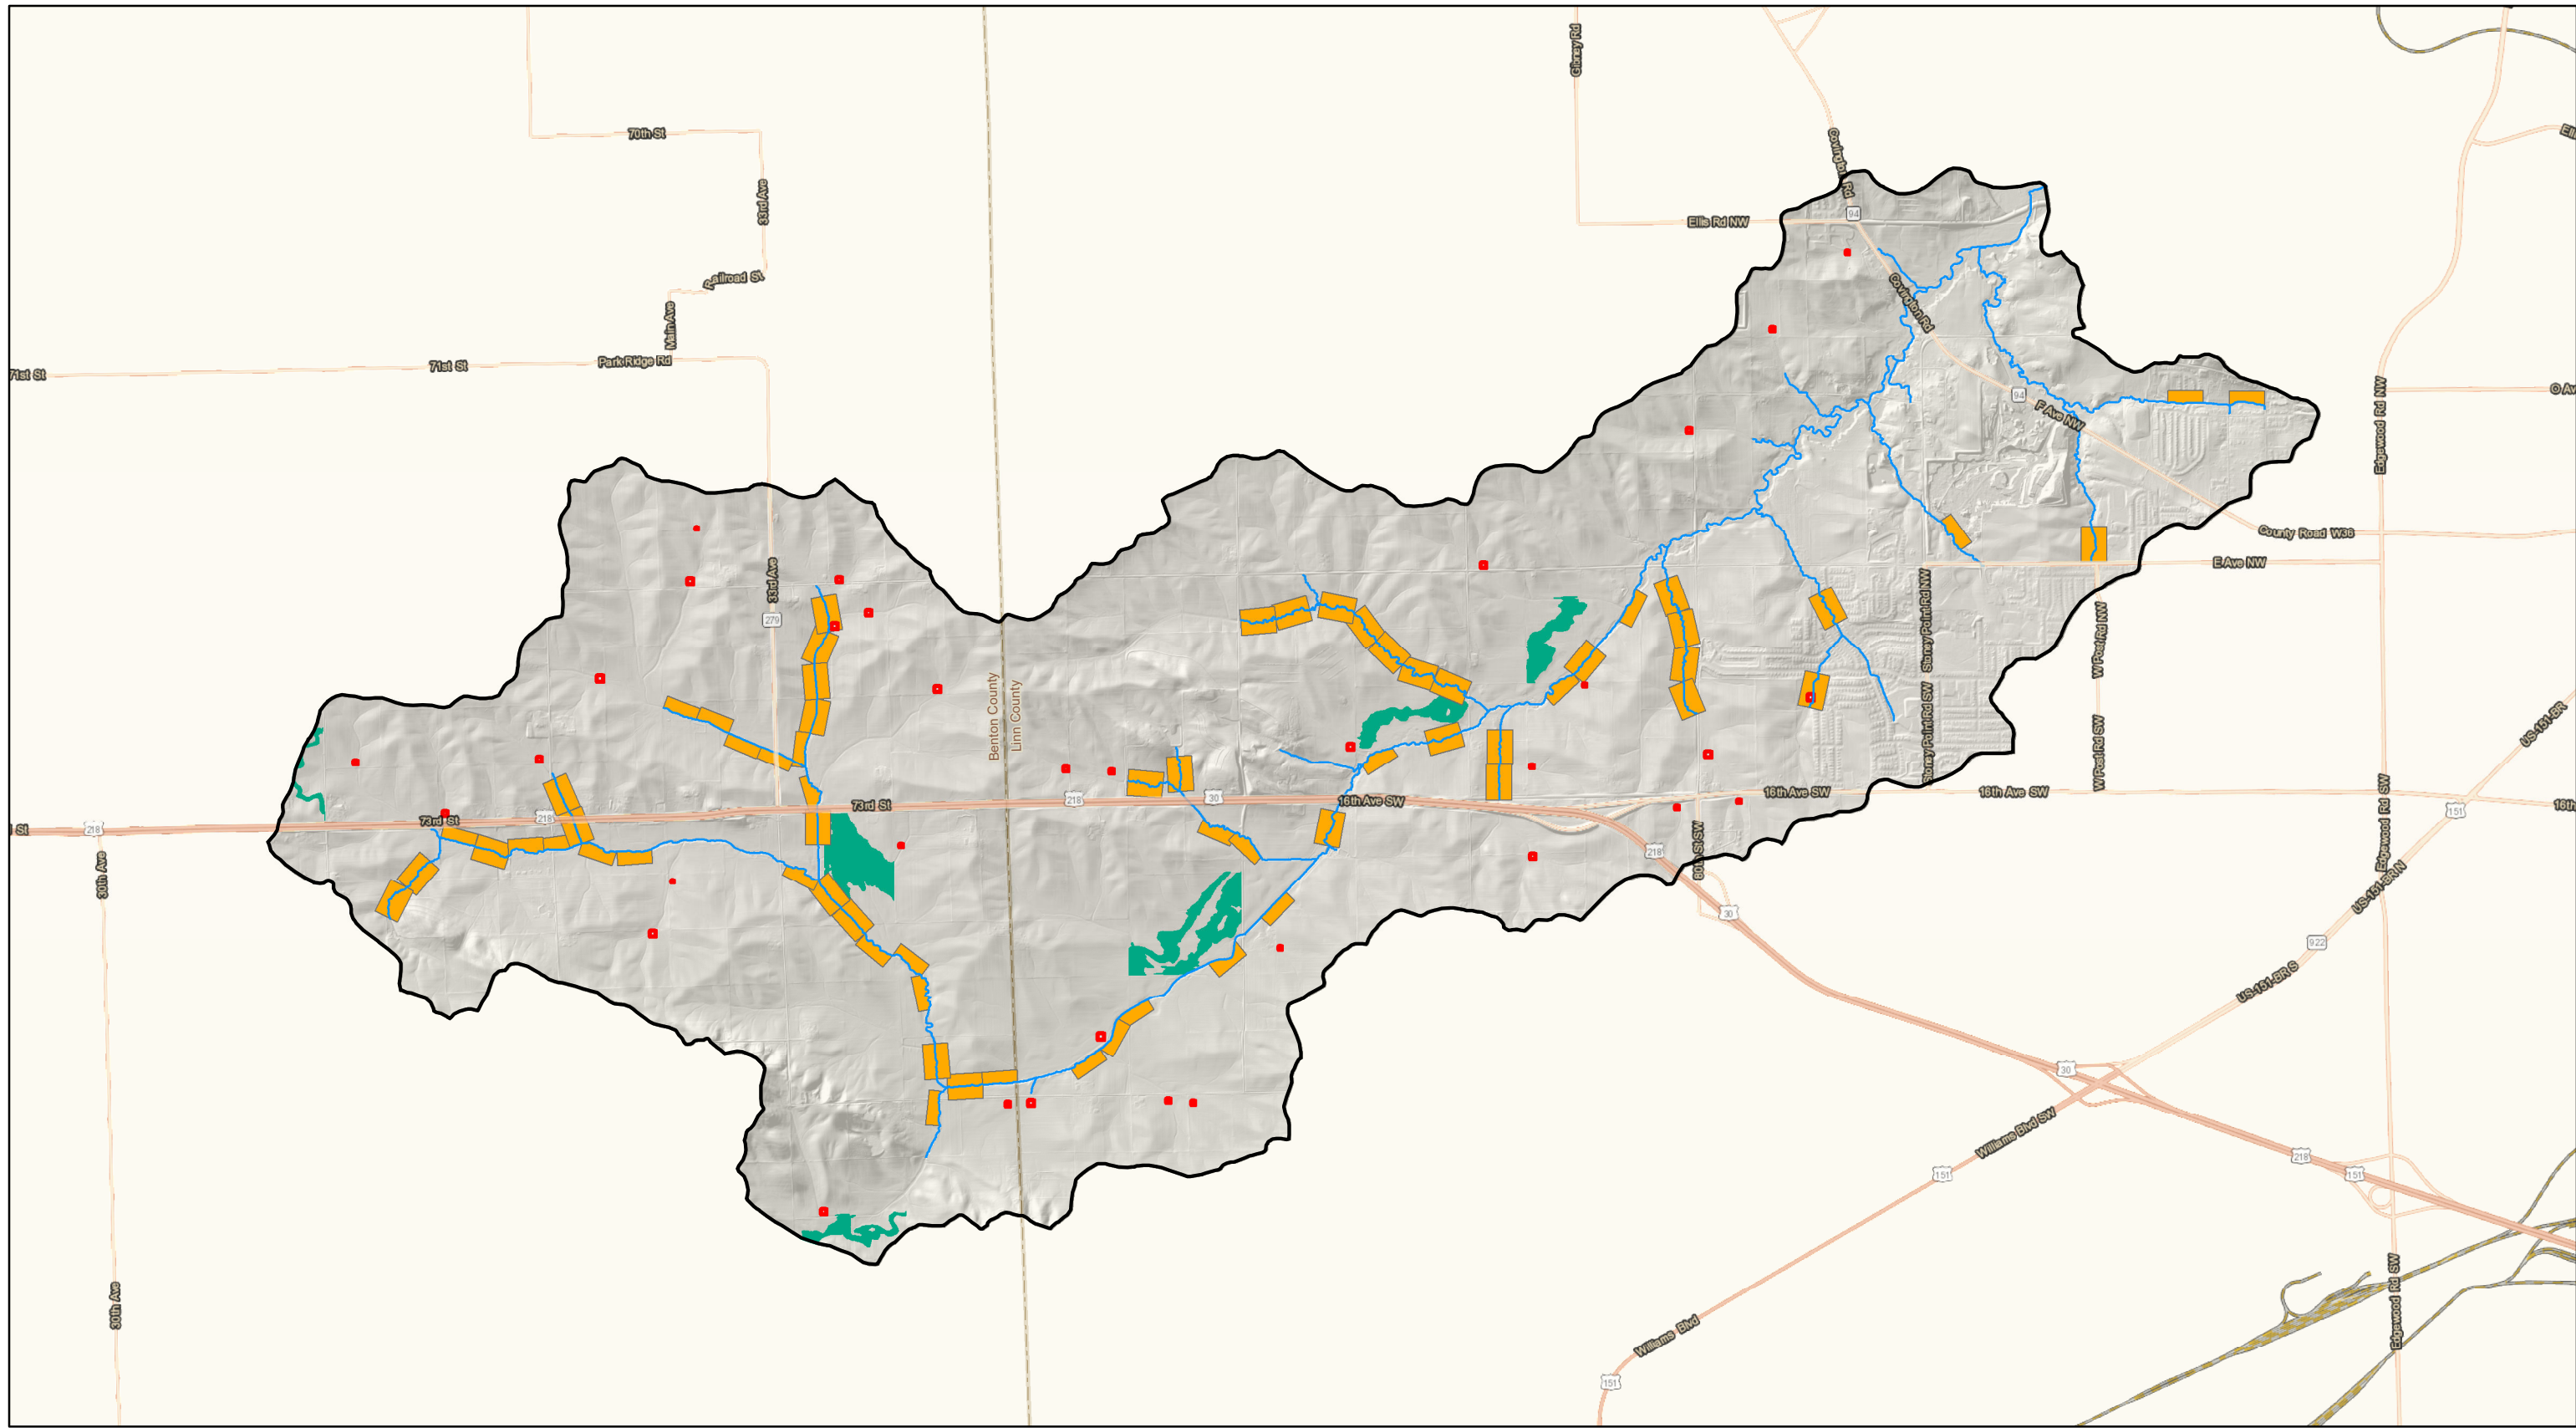 Gibney Rd
70th St
Covington Rd
33rd Ave
94
Ellis Rd NW
Railroad St
Covington Rd
Main Ave
71st St
71st St
Park Ridge Rd
94
F Ave NW
Edgewood Rd NW
County Road W36
E Ave NW
33rd Ave
279
Stoney Point Rd NW
W Post Rd NW
Benton County
Linn County
Stoney Point Rd SW
W Post Rd SW
US-151-BR
218
30
16th Ave SW
16th Ave SW
16th Ave SW
73rd St
73rd St
218
218
151
Edgewood Rd SW
80th St SW
218
30th Ave
US-151-BR N
30
922
US-151-BR S
30
Williams Blvd SW
218
151
151
30th Ave
Edgewood Rd SW
Williams Blvd
151